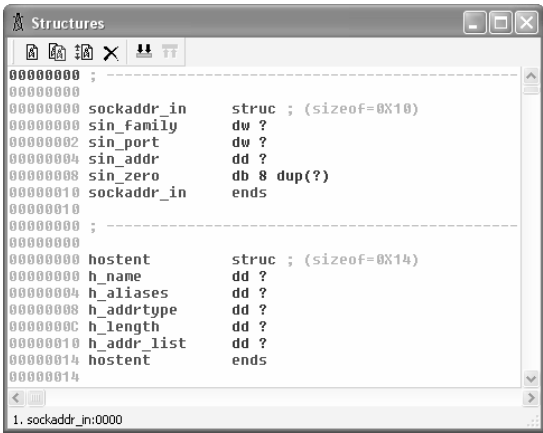 Structures
00000000 ; ----------------------------------------------
00000000
00000000 sockaddr_in struc ; (sizeof=0X10)
00000000 sin_family dw ?
00000002 sin_port dw ?
00000004 sin_addr dd ?
00000008 sin_zero db 8 dup(?)
00000010 sockaddr_in ends
00000010
00000000 ; ----------------------------------------------
00000000
00000000 hostent struc ; (sizeof=0X14)
00000000 h_name dd ?
00000004 h_aliases dd ?
00000008 h_addrtype dd ?
0000000C h_length dd ?
00000010 h_addr_list dd ?
00000014 hostent ends
00000014
1. sockaddr_in:0000